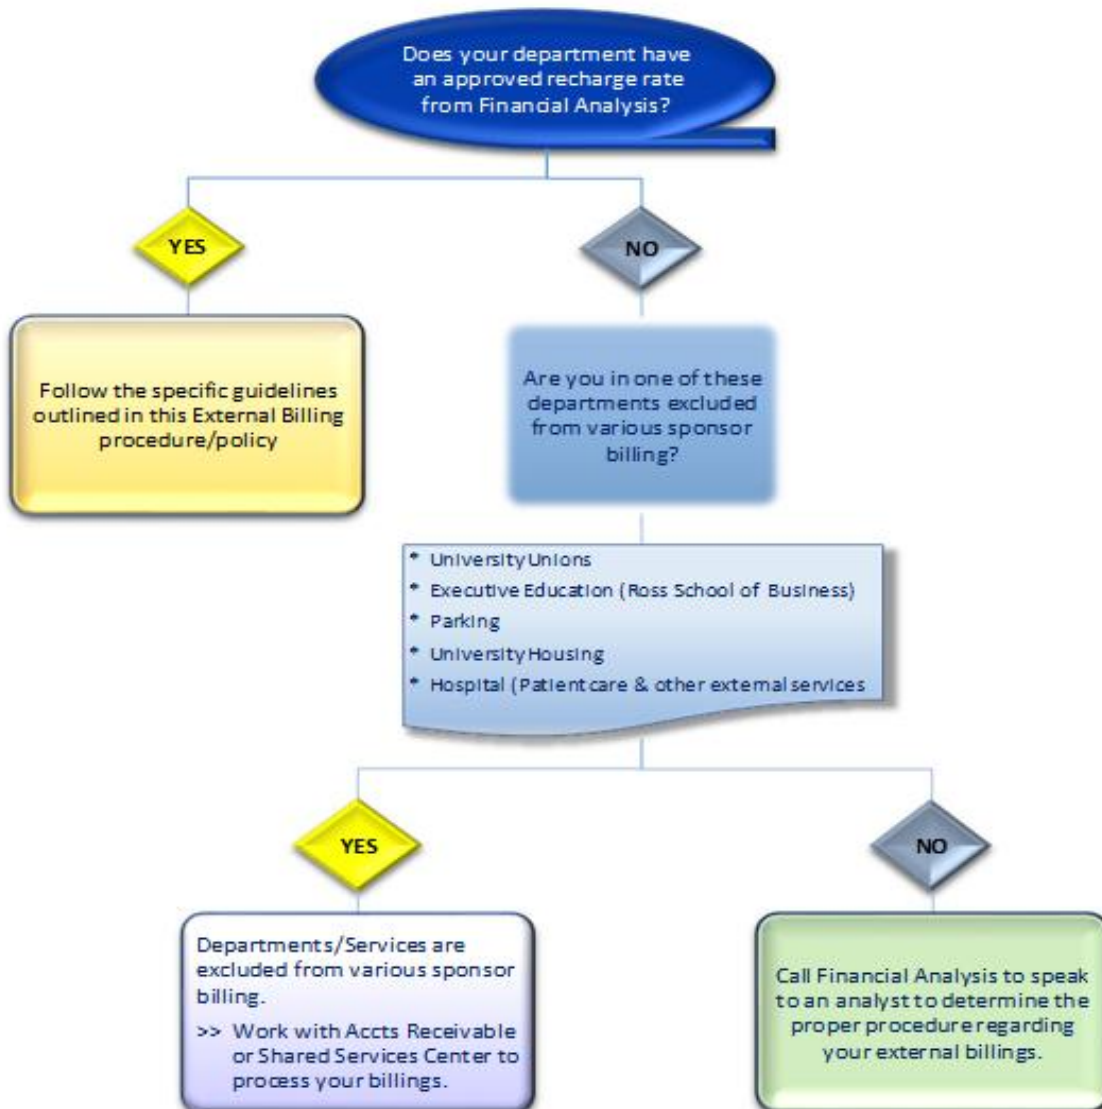 Does your department have
an approved recharge rate
from Financial Analysis?
YES
NO
Follow the specific guidelines
outlined in this External Billing
procedure/policy
Are you in one of these
departments excluded
from various sponsor
billing?
* University Unions
* Executive Education (Ross School of Business)
* Parking
* University Housing
* Hospital (Patient care & other external services
YES
NO
Departments/Services are
excluded from various sponsor
billing.
>> Work with Accts Receivable
or Shared Services Center to
process your billings.
Call Financial Analysis to speak
to an analyst to determine the
proper procedure regarding
your external billings.